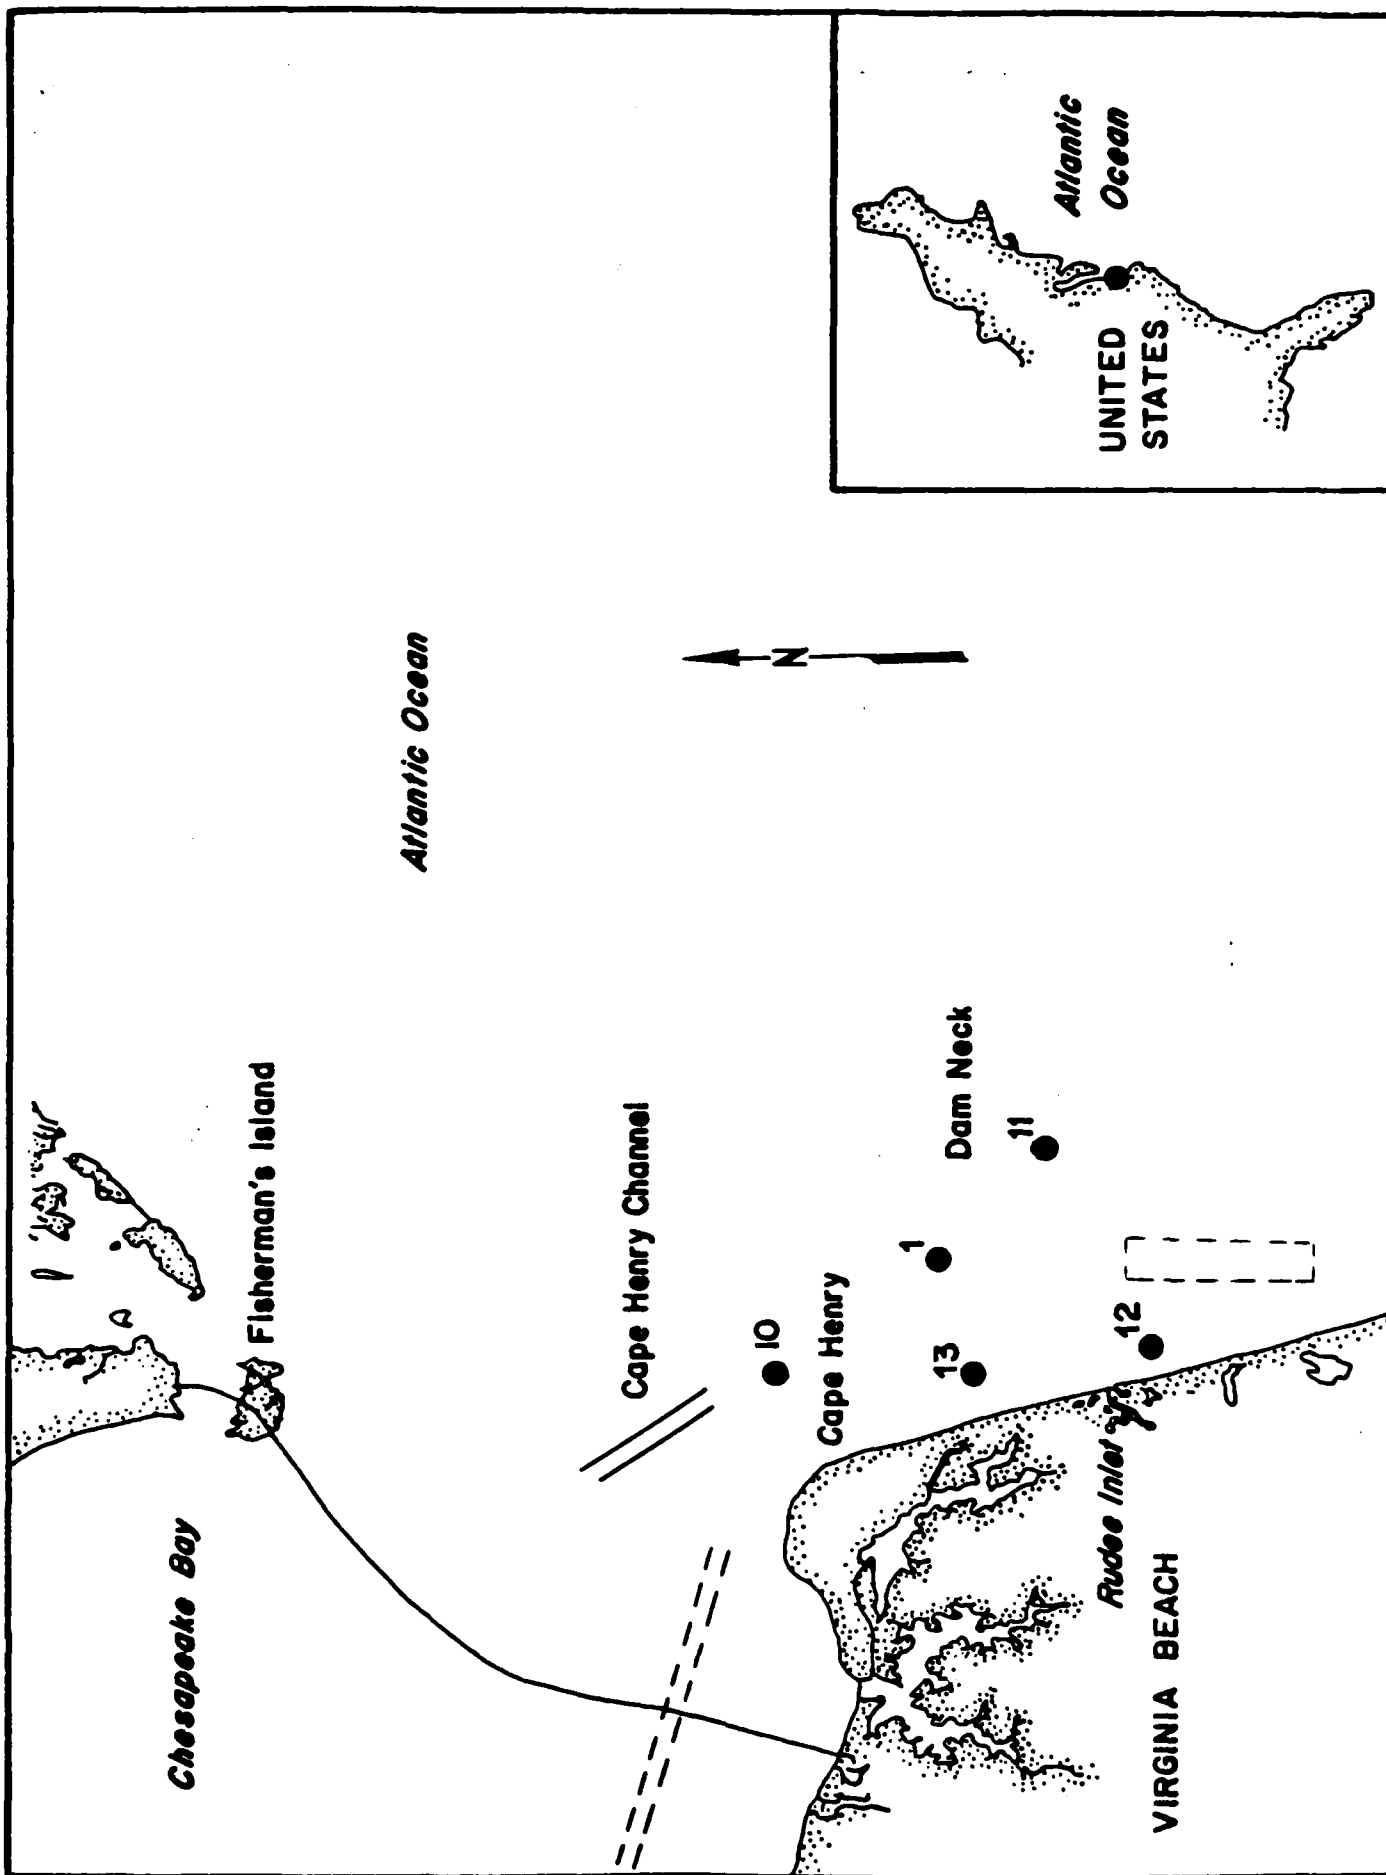 Chesapeake Bay
Fisherman's Island
Atlantic Ocean
Cape Henry Channel
N
10
Cape Henry
1
13
Dam Neck
11
12
Rudee Inlet
VIRGINIA BEACH
Atlantic
Ocean
UNITED
STATES